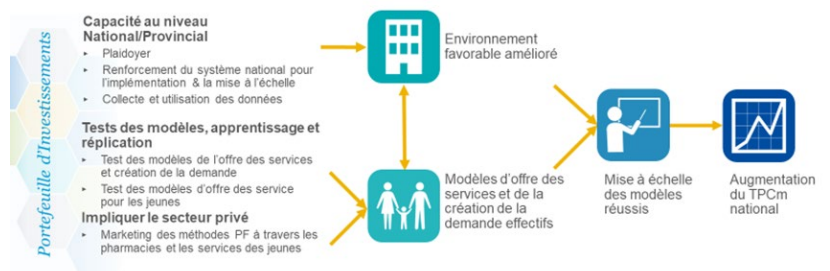 Portefeuille d'Investissements
Capacité au niveau
National/Provincial
▸ Plaidoyer
▸ Renforcement du système national pour
l'implémentation & la mise à l'échelle
▸ Collecte et utilisation des données
Tests des modèles, apprentissage et
réplication
▸ Test des modèles de l'offre des services
et création de la demande
▸ Test des modèles d'offre des service
pour les jeunes
Impliquer le secteur privé
▸ Marketing des méthodes PF à travers les
pharmacies et les services des jeunes
Environnement
favorable amélioré
Modèles d'offre des
services et de la
création de la
demande effectifs
Mise à échelle
des modèles
réussis
Augmentation
du TPCm
national